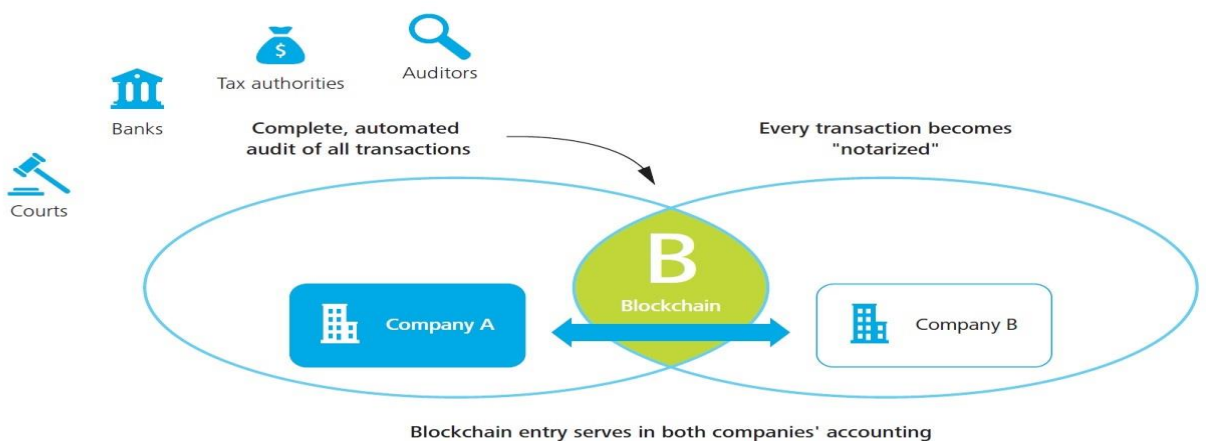 Auditors
Tax authorities
Banks
Courts
Complete, automated
audit of all transactions
Every transaction becomes
"notarized"
B
Blockchain
Company A
Company B
Blockchain entry serves in both companies' accounting